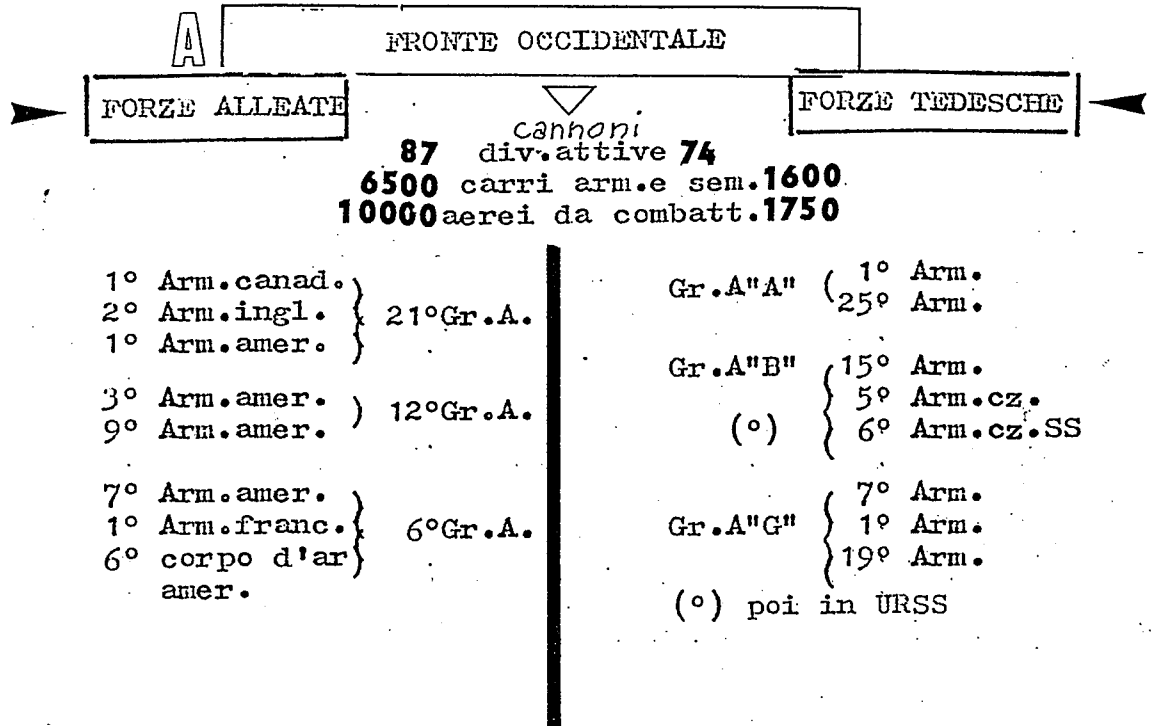 A
FRONTE OCCIDENTALE
FORZE ALLEATE
FORZE TEDESCHE
cannoni
87 div.attive 74
6500 carri arm.e sem.1600
10000 aerei da combatt.1750
1° Arm.canad.
2° Arm.ingl.
1° Arm.amer.
21°Gr.A.
3° Arm.amer.
9° Arm.amer.
12°Gr.A.
7° Arm.amer.
1° Arm.franc.
6° corpo d'ar
amer.
6°Gr.A.
Gr.A"A"
1° Arm.
25° Arm.
Gr.A"B"
(°)
15° Arm.
5° Arm.cz.
6° Arm.cz.SS
Gr.A"G"
7° Arm.
1° Arm.
19° Arm.
(°) poi in URSS